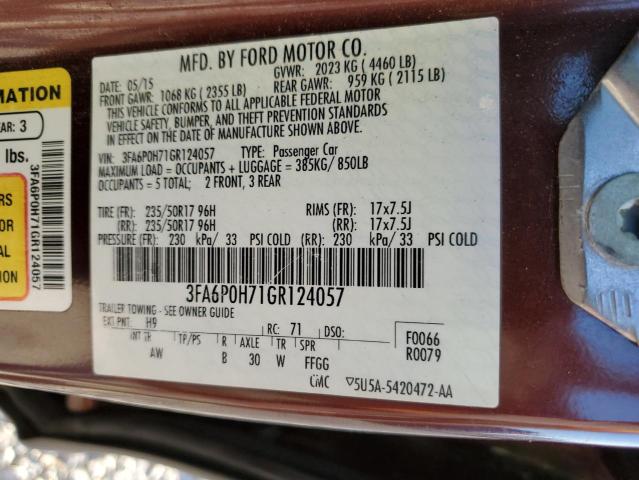 MFD. BY FORD MOTOR CO.
DATE: 05/15 GVWR: 2023 KG ( 4460 LB)
FRONT GAWR: 1068 KG ( 2355 LB) REAR GAWR: 959 KG ( 2115 LB)
THIS VEHICLE CONFORMS TO ALL APPLICABLE FEDERAL MOTOR
VEHICLE SAFETY, BUMPER, AND THEFT PREVENTION STANDARDS
IN EFFECT ON THE DATE OF MANUFACTURE SHOWN ABOVE.
VIN: 3FA6P0H71GR124057 TYPE: Passenger Car
MAXIMUM LOAD = OCCUPANTS + LUGGAGE = 385KG/ 850LB
OCCUPANTS = 5 TOTAL; 2 FRONT, 3 REAR
TIRE (FR): 235/50R17 96H RIMS (FR): 17x7.5J
(RR): 235/50R17 96H (RR): 17x7.5J
PRESSURE (FR): 230 kPa/ 33 PSI COLD (RR): 230 kPa/ 33 PSI COLD
3FA6P0H71GR124057
TRAILER TOWING - SEE OWNER GUIDE
EXT PNT: H9 RC: 71 DSO: F0066
INT TR TP/PS R AXLE TR SPR R0079
AW B 30 W FFGG
CMC ▽5U5A-5420472-AA
MATION
EAR: 3
lbs.
3FA6P0H71GR124057
ERS
OR
AL
S